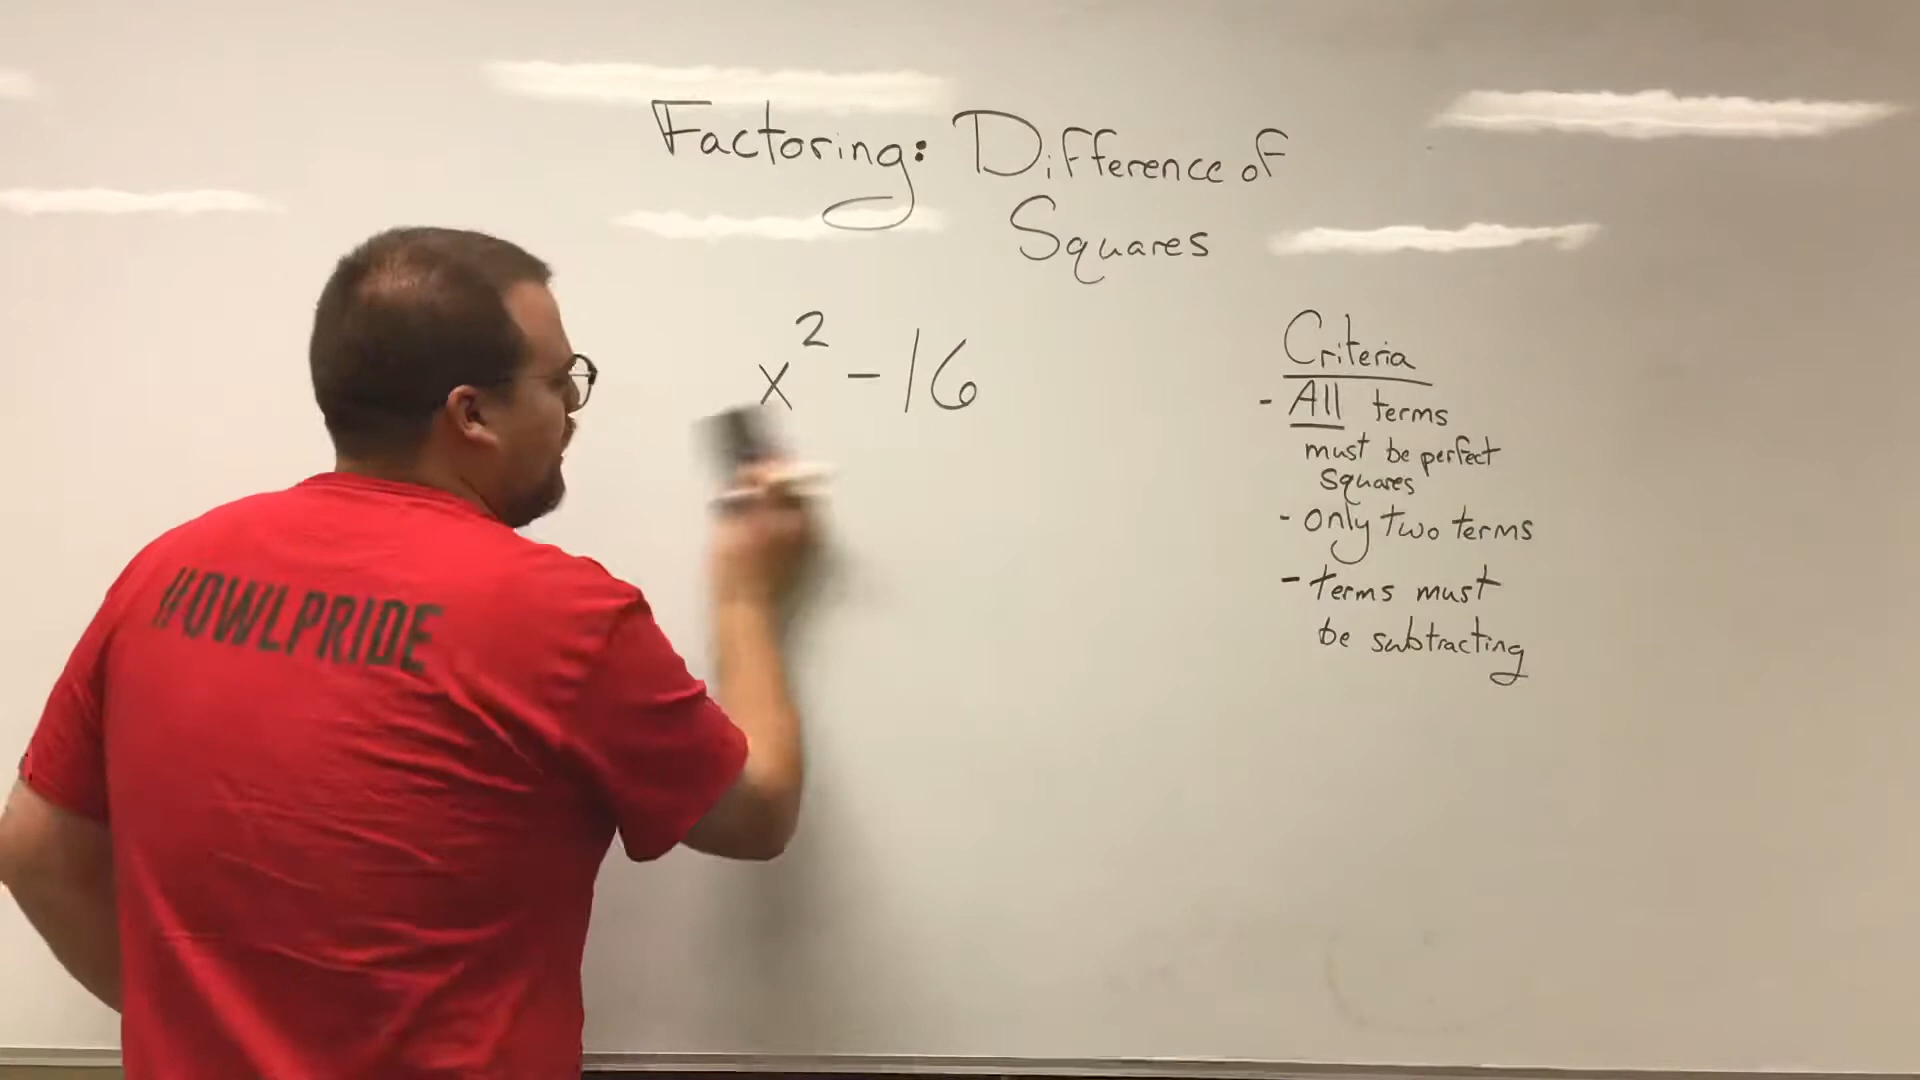 Factoring: Difference of
Squares
x² - 16
Criteria
- All terms
must be perfect
squares
- only two terms
- terms must
be subtracting
#OWLPRIDE